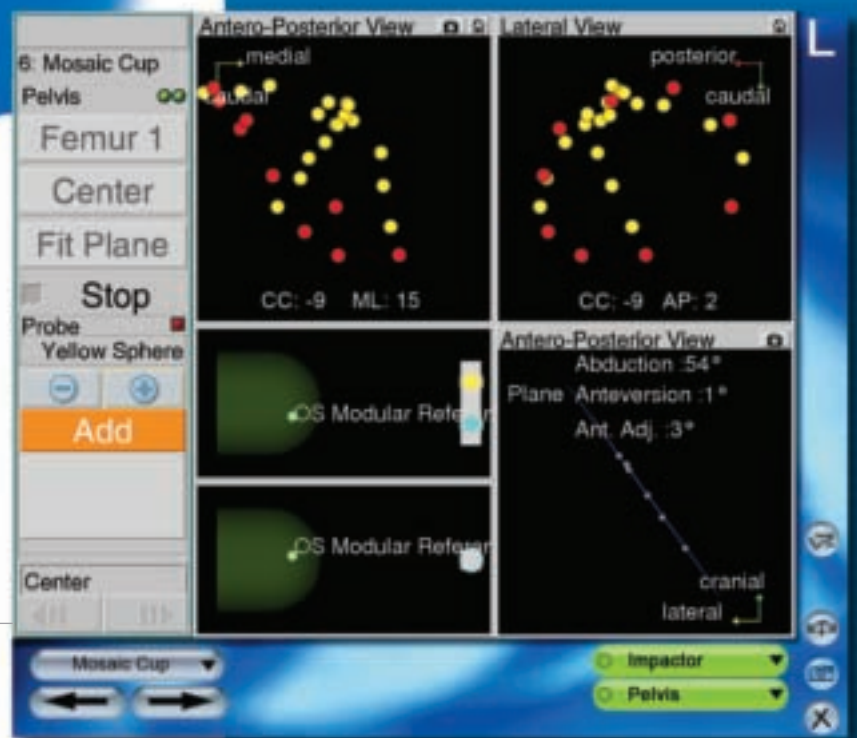 6: Mosaic Cup
Pelvis
Femur 1
Center
Fit Plane
Stop
Probe
Yellow Sphere
Add
Center
Antero-Posterior View
medial
caudal
CC: -9 ML: 15
Lateral View
posterior
caudal
CC: -9 AP: 2
L
OS Modular Referen
OS Modular Referen
Antero-Posterior View
Abduction :54°
Plane Anteversion :1°
Ant. Adj. :3°
cranial
lateral
Mosaic Cup
Impactor
Pelvis